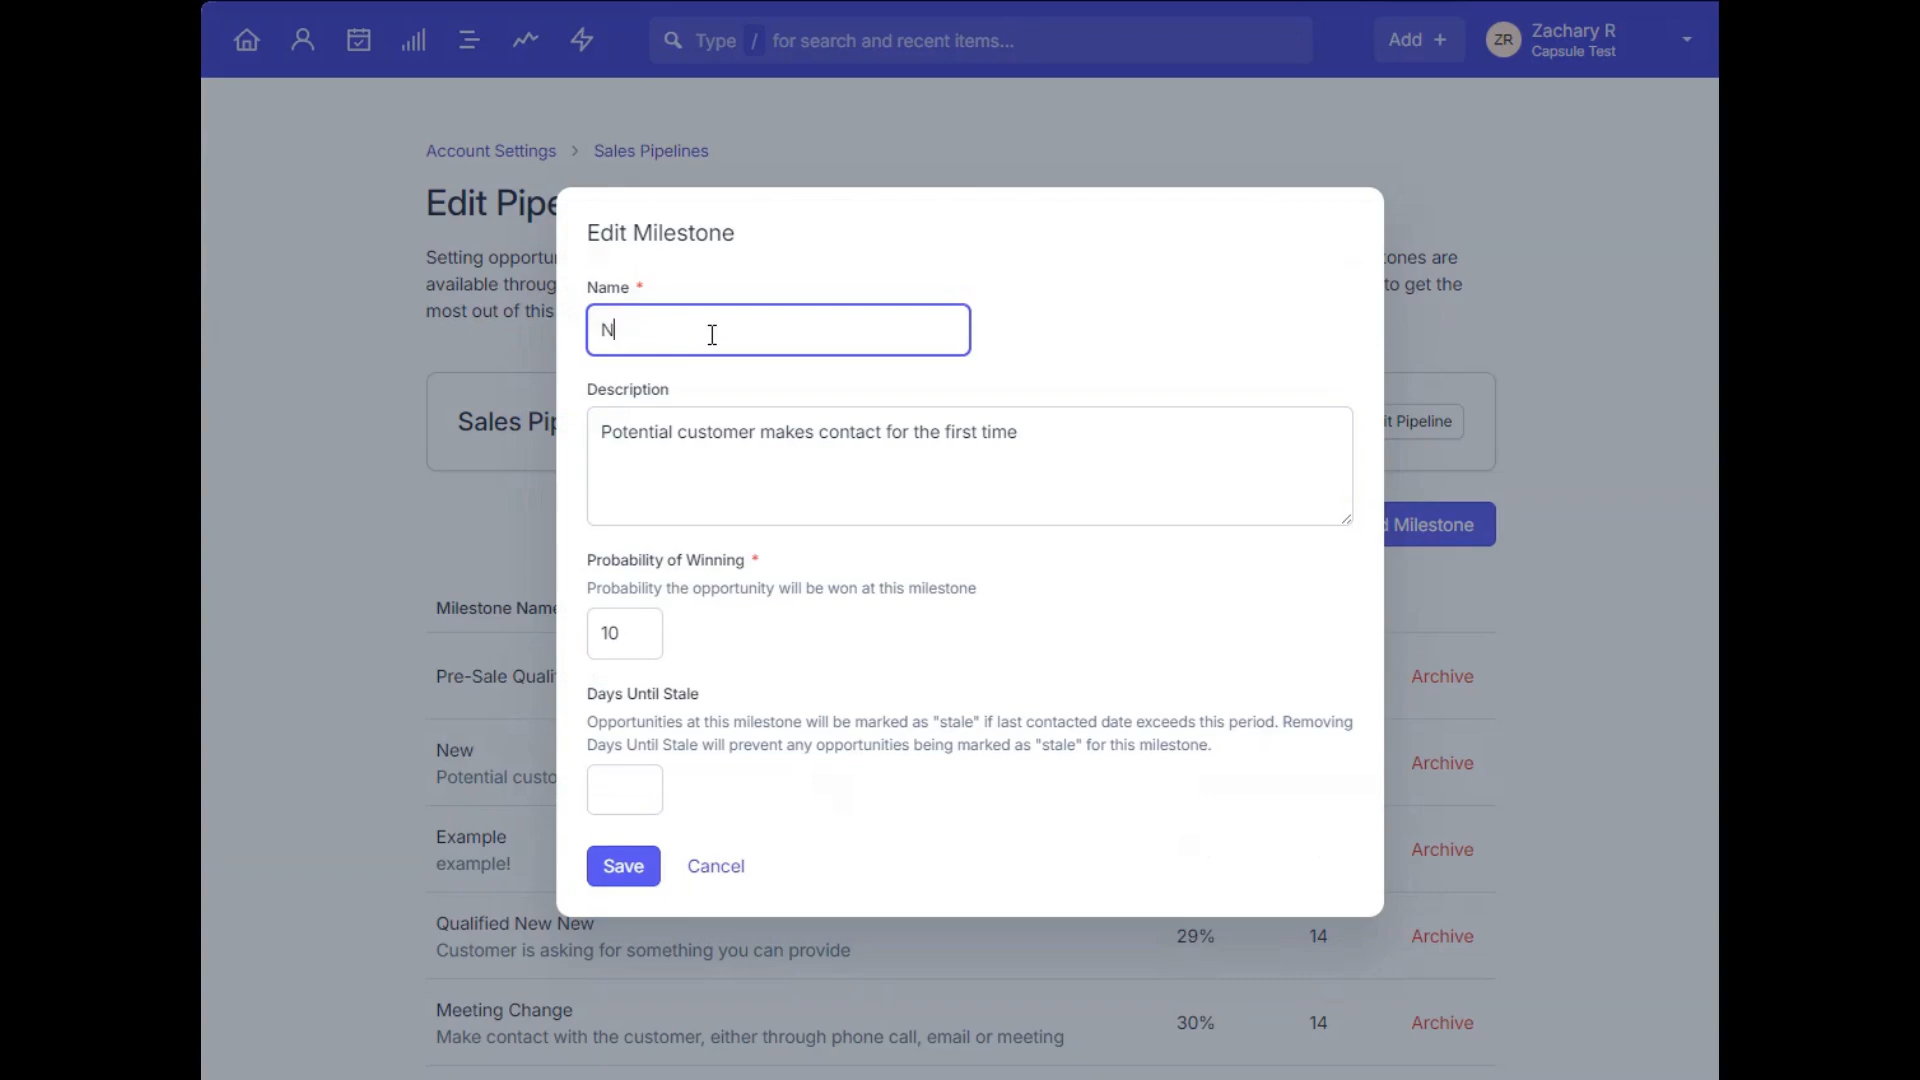 Type / for search and recent items...
Add +
ZR
Zachary R
Capsule Test
Account Settings > Sales Pipelines
Edit Pipe
Setting opportu
ones are
available throug
to get the
most out of this
Edit Milestone
Name *
N
Description
Potential customer makes contact for the first time
Sales Pip
it Pipeline
Milestone
Probability of Winning *
Probability the opportunity will be won at this milestone
10
Days Until Stale
Opportunities at this milestone will be marked as "stale" if last contacted date exceeds this period. Removing
Days Until Stale will prevent any opportunities being marked as "stale" for this milestone.
Save Cancel
Milestone Name
Pre-Sale Quali
Archive
New
Potential custo
Archive
Example
example!
Archive
Qualified New New
Customer is asking for something you can provide
29% 14 Archive
Meeting Change
Make contact with the customer, either through phone call, email or meeting
30% 14 Archive